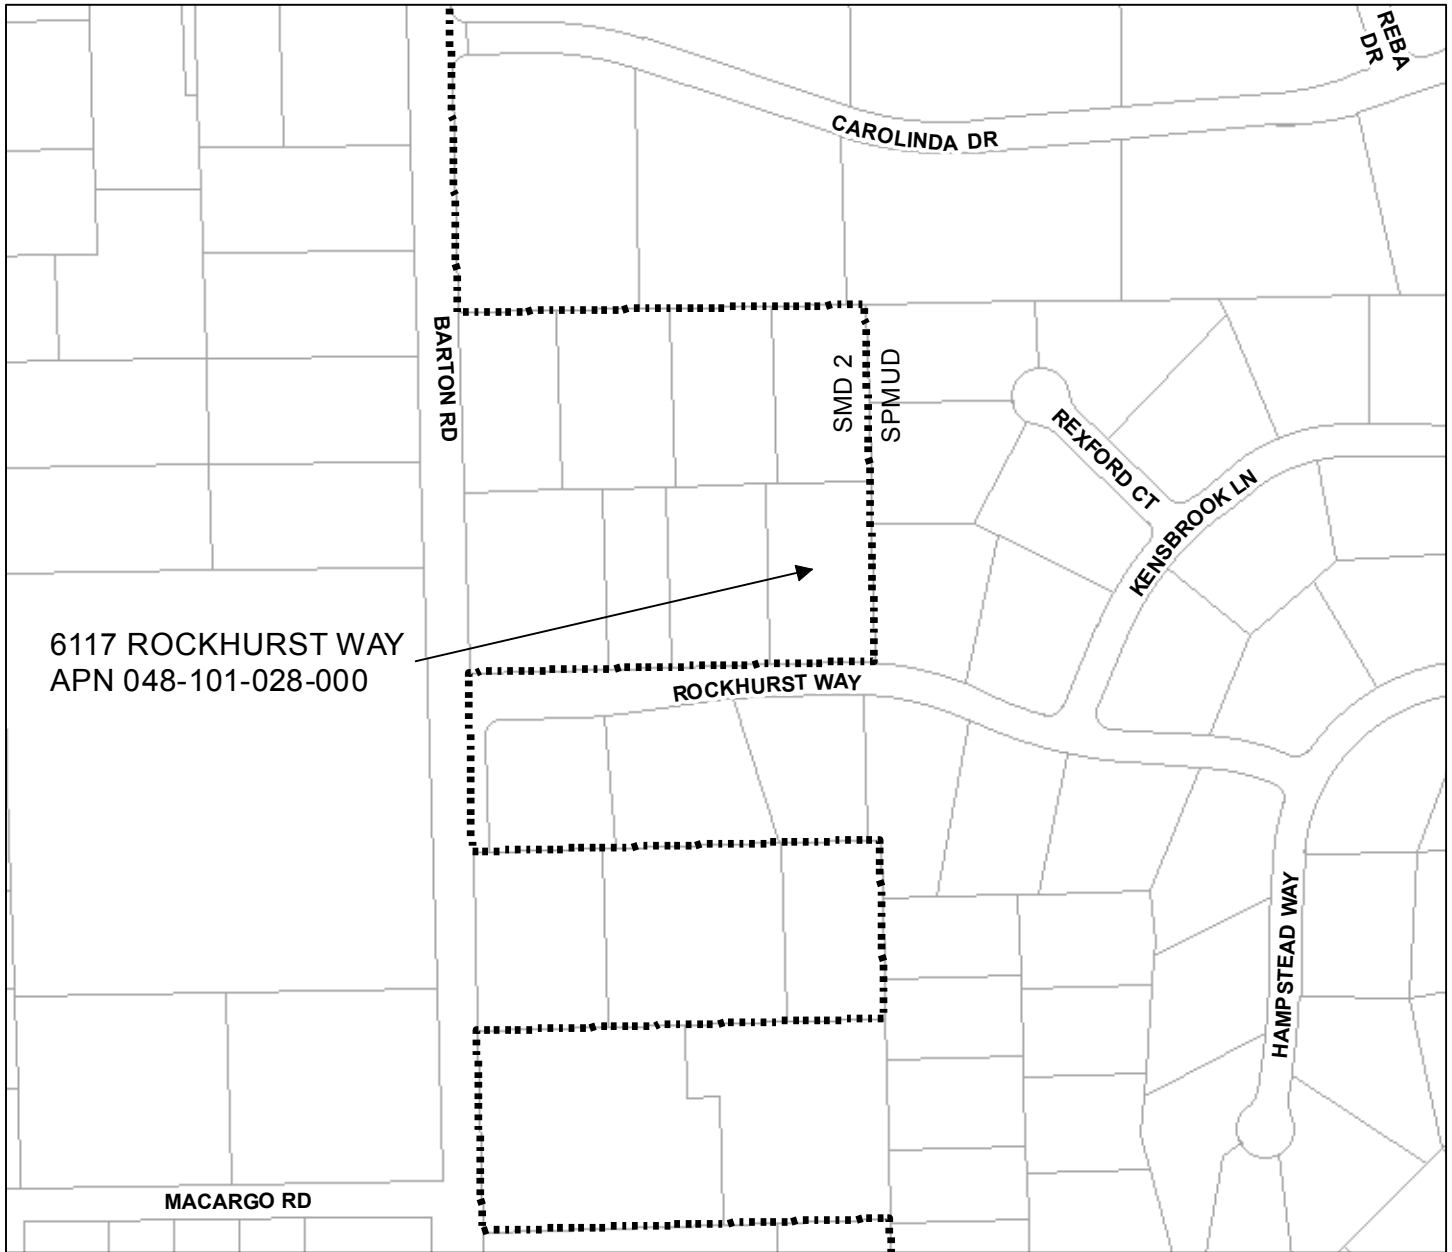 REBA
DR
CAROLINDA DR
BARTON RD
SMD 2
SPMUD
REXFORD CT
KENSBROOK LN
6117 ROCKHURST WAY
APN 048-101-028-000
ROCKHURST WAY
HAMPSTEAD WAY
MACARGO RD